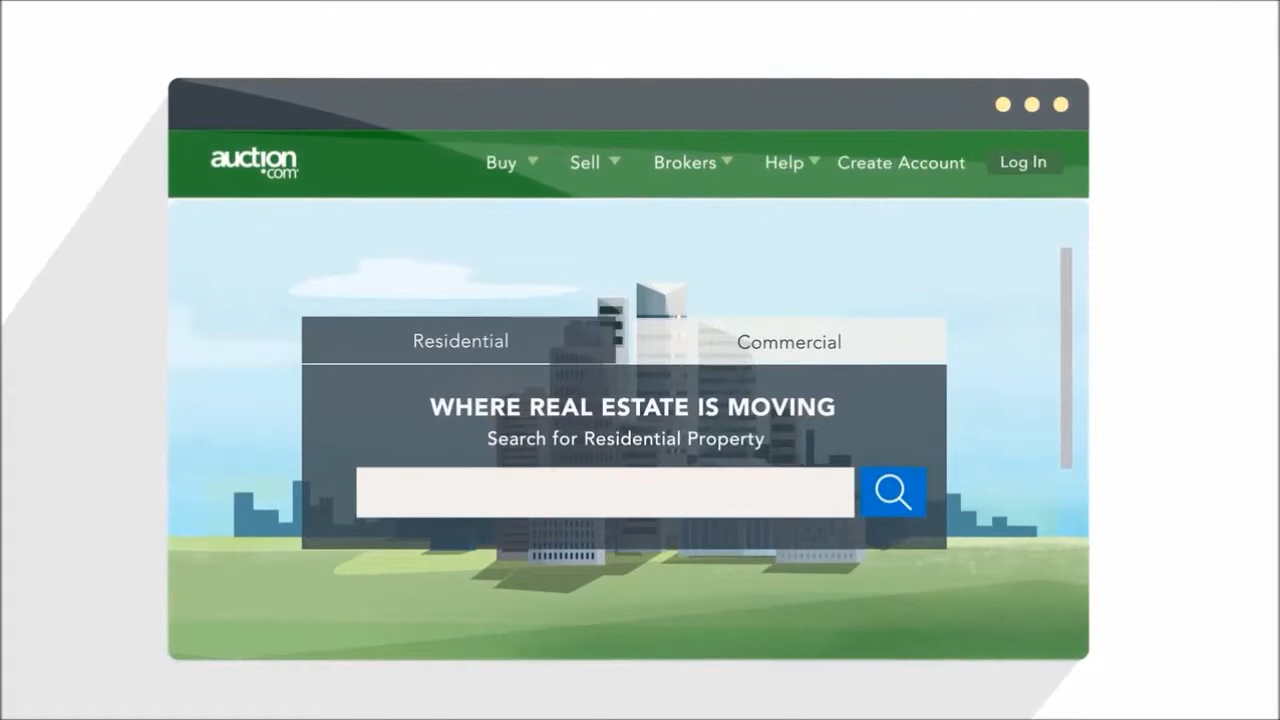 auction.com Buy Sell Brokers Help Create Account Log In
Residential Commercial
WHERE REAL ESTATE IS MOVING
Search for Residential Property